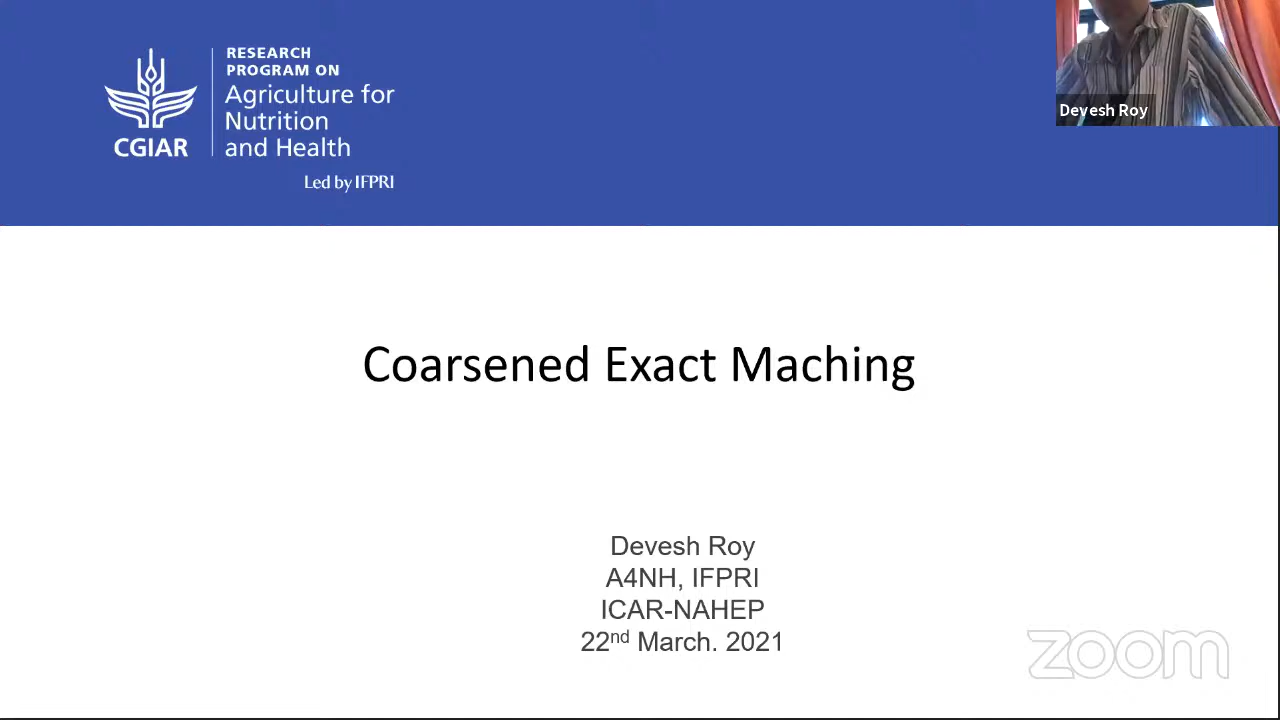 RESEARCH
PROGRAM ON
Agriculture for
Nutrition
and Health
CGIAR
Led by IFPRI
Devesh Roy
Coarsened Exact Maching
Devesh Roy
A4NH, IFPRI
ICAR-NAHEP
22nd March. 2021
zoom